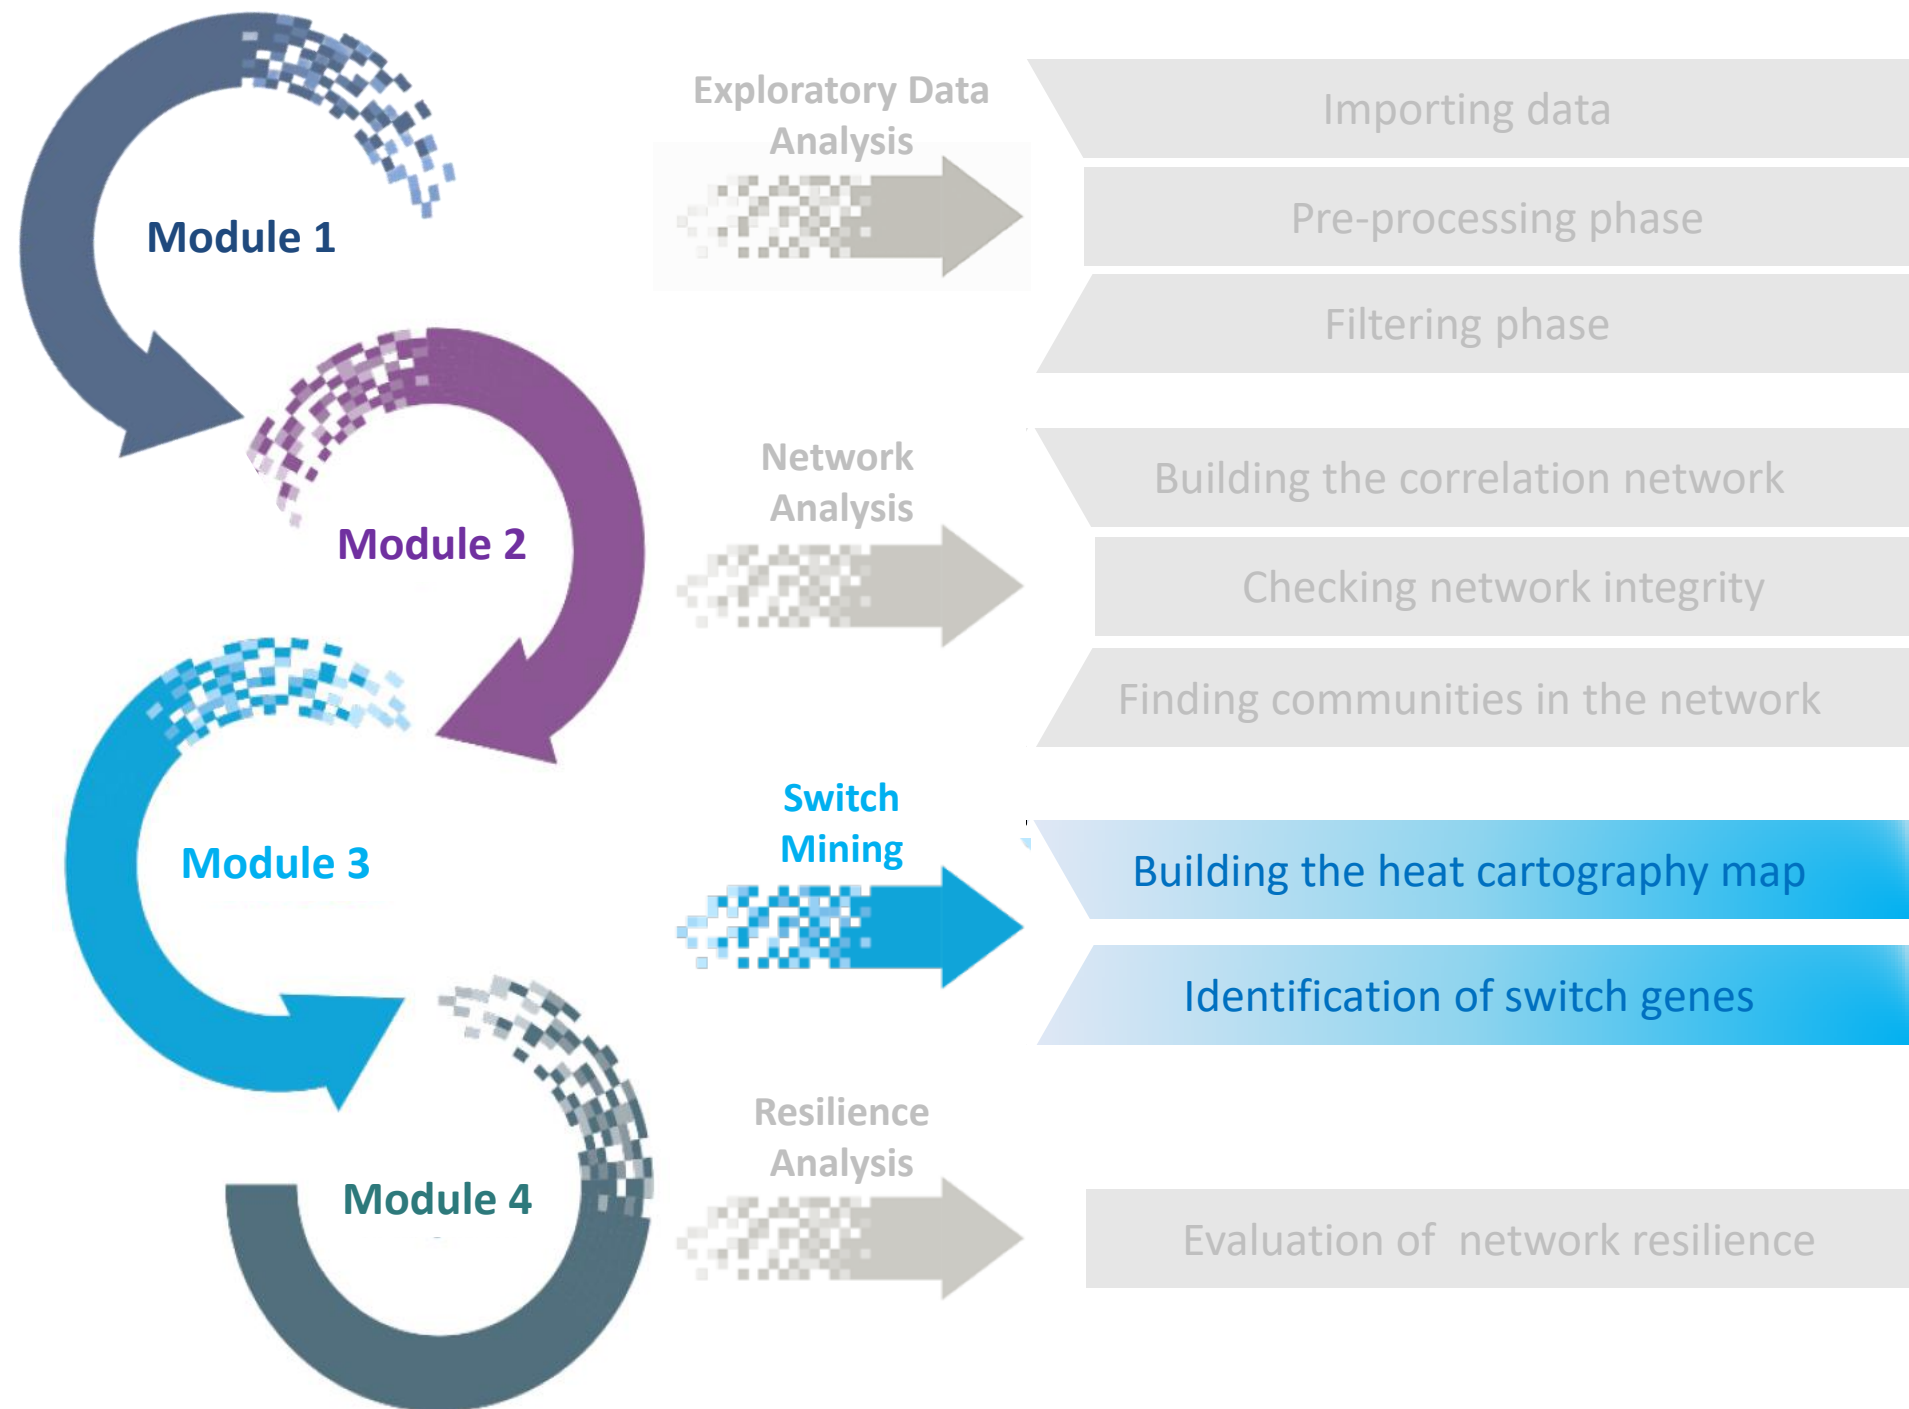 Module 1
Exploratory Data
Analysis
Importing data
Pre-processing phase
Filtering phase
Module 2
Network
Analysis
Building the correlation network
Checking network integrity
Finding communities in the network
Module 3
Switch
Mining
Building the heat cartography map
Identification of switch genes
Module 4
Resilience
Analysis
Evaluation of  network resilience